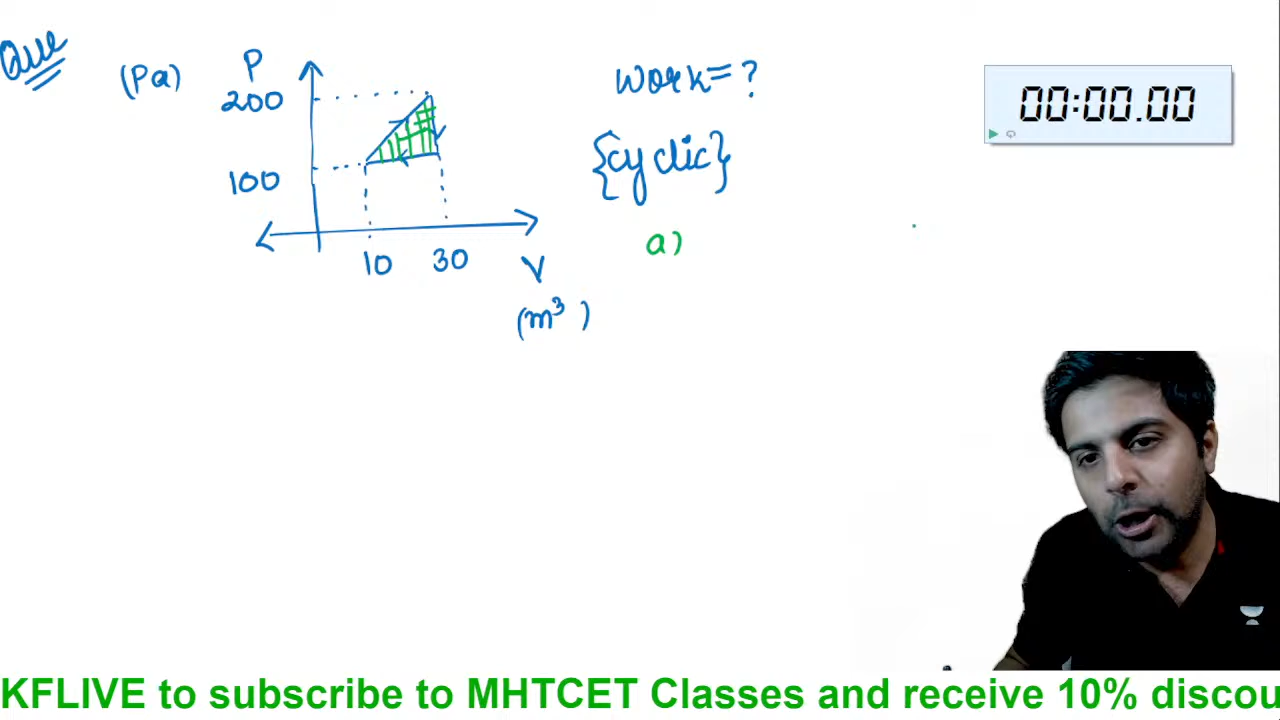 Que
(Pa)
P
200
100
10
30
V
(m³ )
work = ?
{cyclic}
a)
00:00.00
KFLIVE to subscribe to MHTCET Classes and receive 10% discou